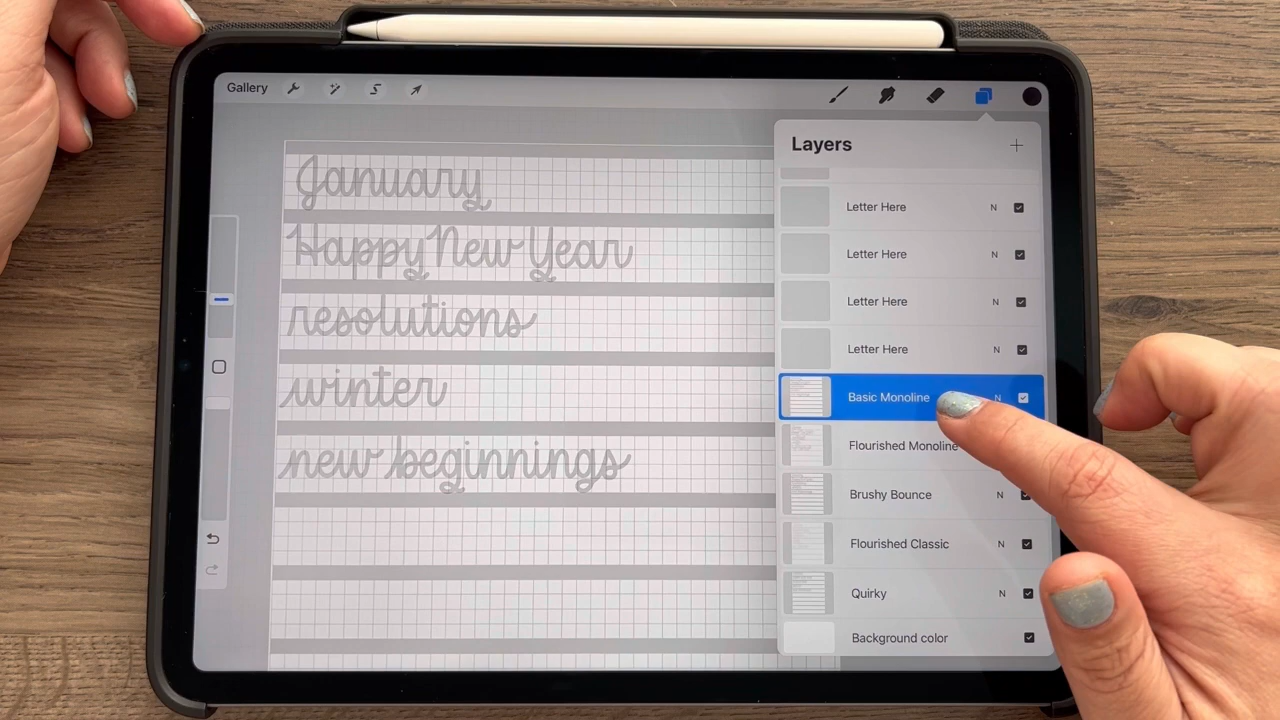 Gallery
Layers
January
Happy New Year
resolutions
winter
new beginnings
Letter Here N
Letter Here N
Letter Here N
Letter Here N
Basic Monoline N
Flourished Monoline
Brushy Bounce N
Flourished Classic N
Quirky N
Background color